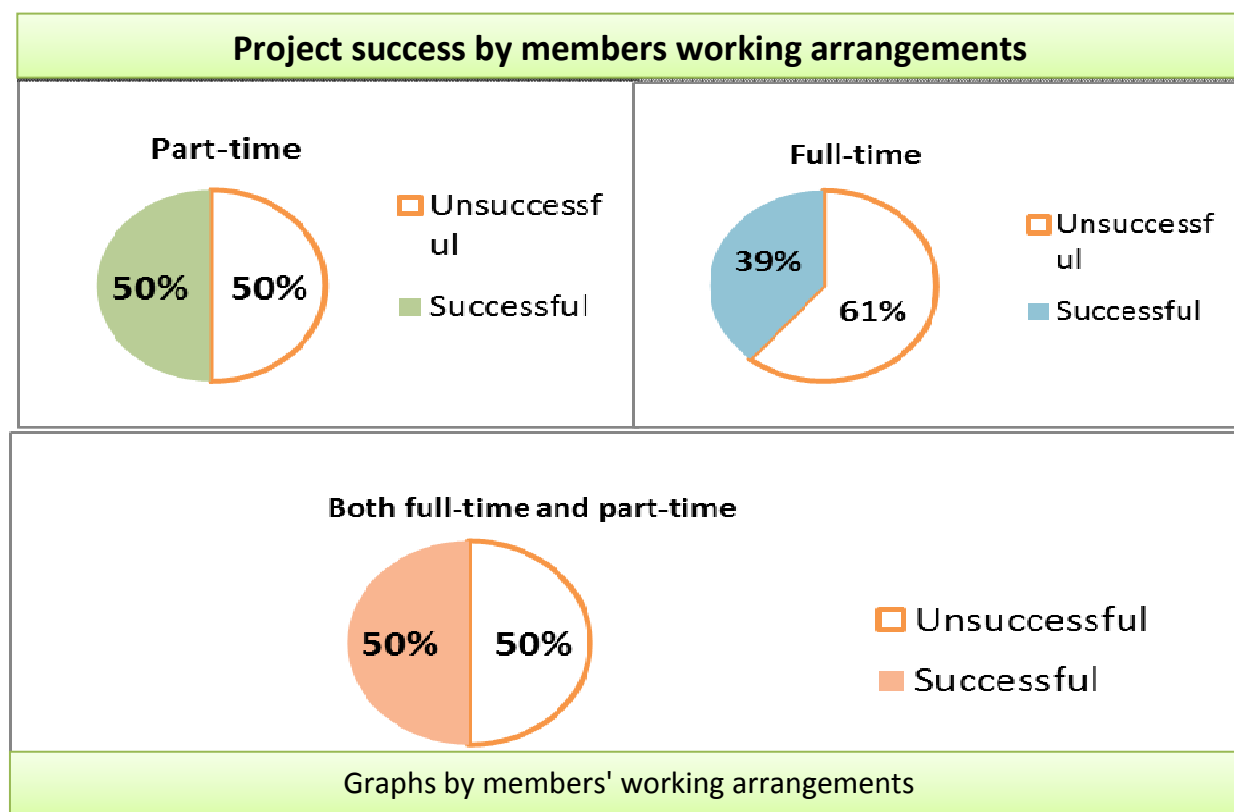 Project success by members working arrangements
Part-time
Unsuccessf
ul
Successful
50%
50%
Full-time
Unsuccessf
ul
Successful
39%
61%
Both full-time and part-time
Unsuccessful
Successful
50%
50%
Graphs by members' working arrangements